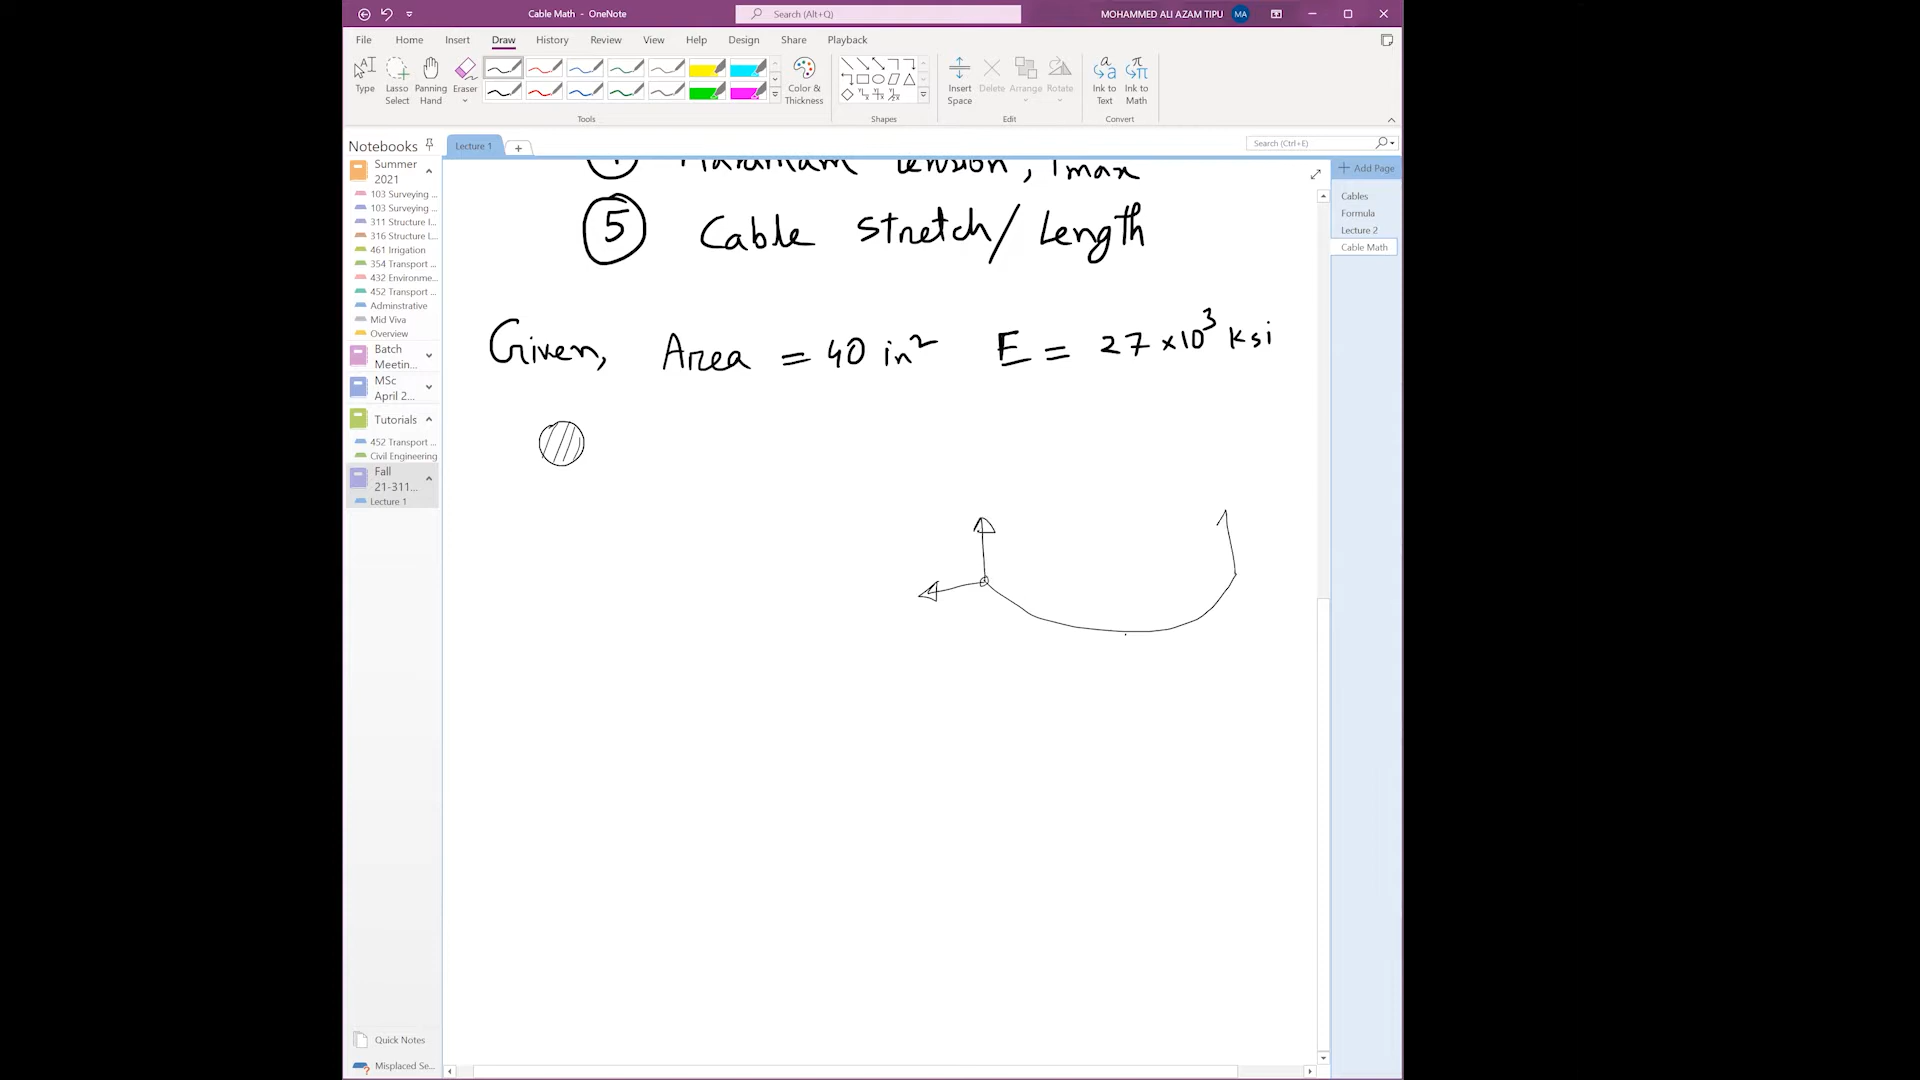 Cable Math - OneNote
Search (Alt+Q)
MOHAMMED ALI AZAM TIPU
MA
File Home Insert Draw History Review View Help Design Share Playback
Type
Lasso Select
Panning Hand
Eraser
Color & Thickness
Insert Space
Delete
Arrange
Rotate
Ink to Text
Ink to Math
Tools
Shapes
Edit
Convert
Notebooks
Lecture 1
Search (Ctrl+E)
Summer 2021
103 Surveying ...
103 Surveying ...
311 Structure I...
316 Structure L...
461 Irrigation
354 Transport ...
432 Environme...
452 Transport ...
Adminstrative
Mid Viva
Overview
Batch Meetin...
MSc April 2...
Tutorials
452 Transport ...
Civil Engineering
Fall 21-311...
Lecture 1
Quick Notes
Misplaced Se...
Tension, Tmax
5 Cable Stretch/ Length
Given, Area = 40 in² E = 27 ×10³ ksi
Add Page
Cables
Formula
Lecture 2
Cable Math